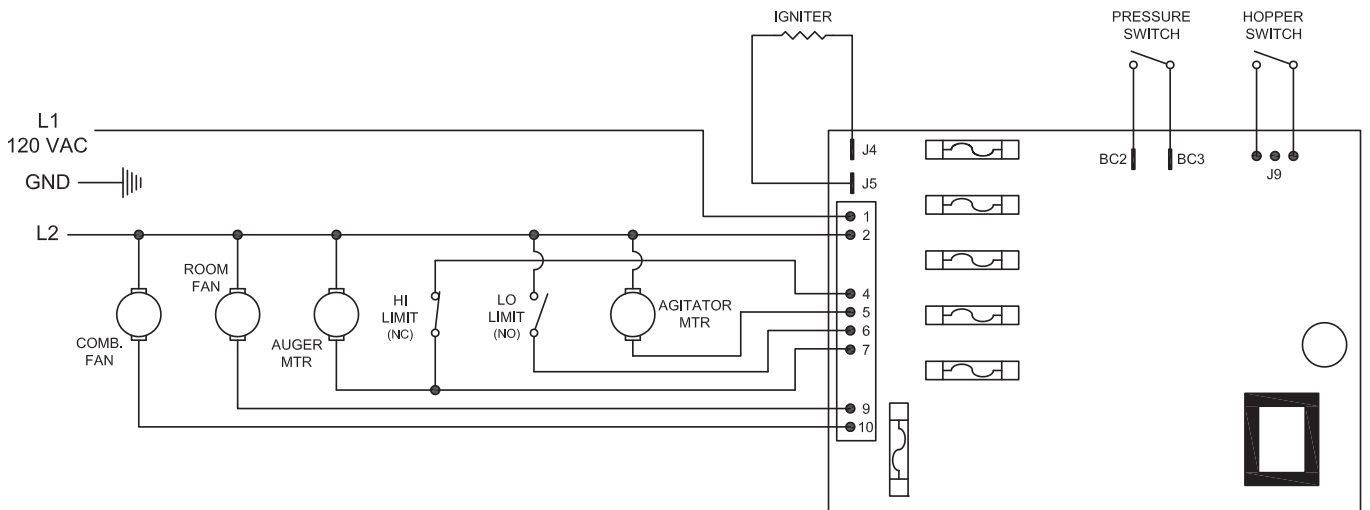 IGNITER
PRESSURE
SWITCH
HOPPER
SWITCH
L1
120 VAC
GND
L2
J4
J5
BC2
BC3
J9
1
2
4
5
6
7
9
10
COMB.
FAN
ROOM
FAN
AUGER
MTR
HI
LIMIT
(NC)
LO
LIMIT
(NO)
AGITATOR
MTR